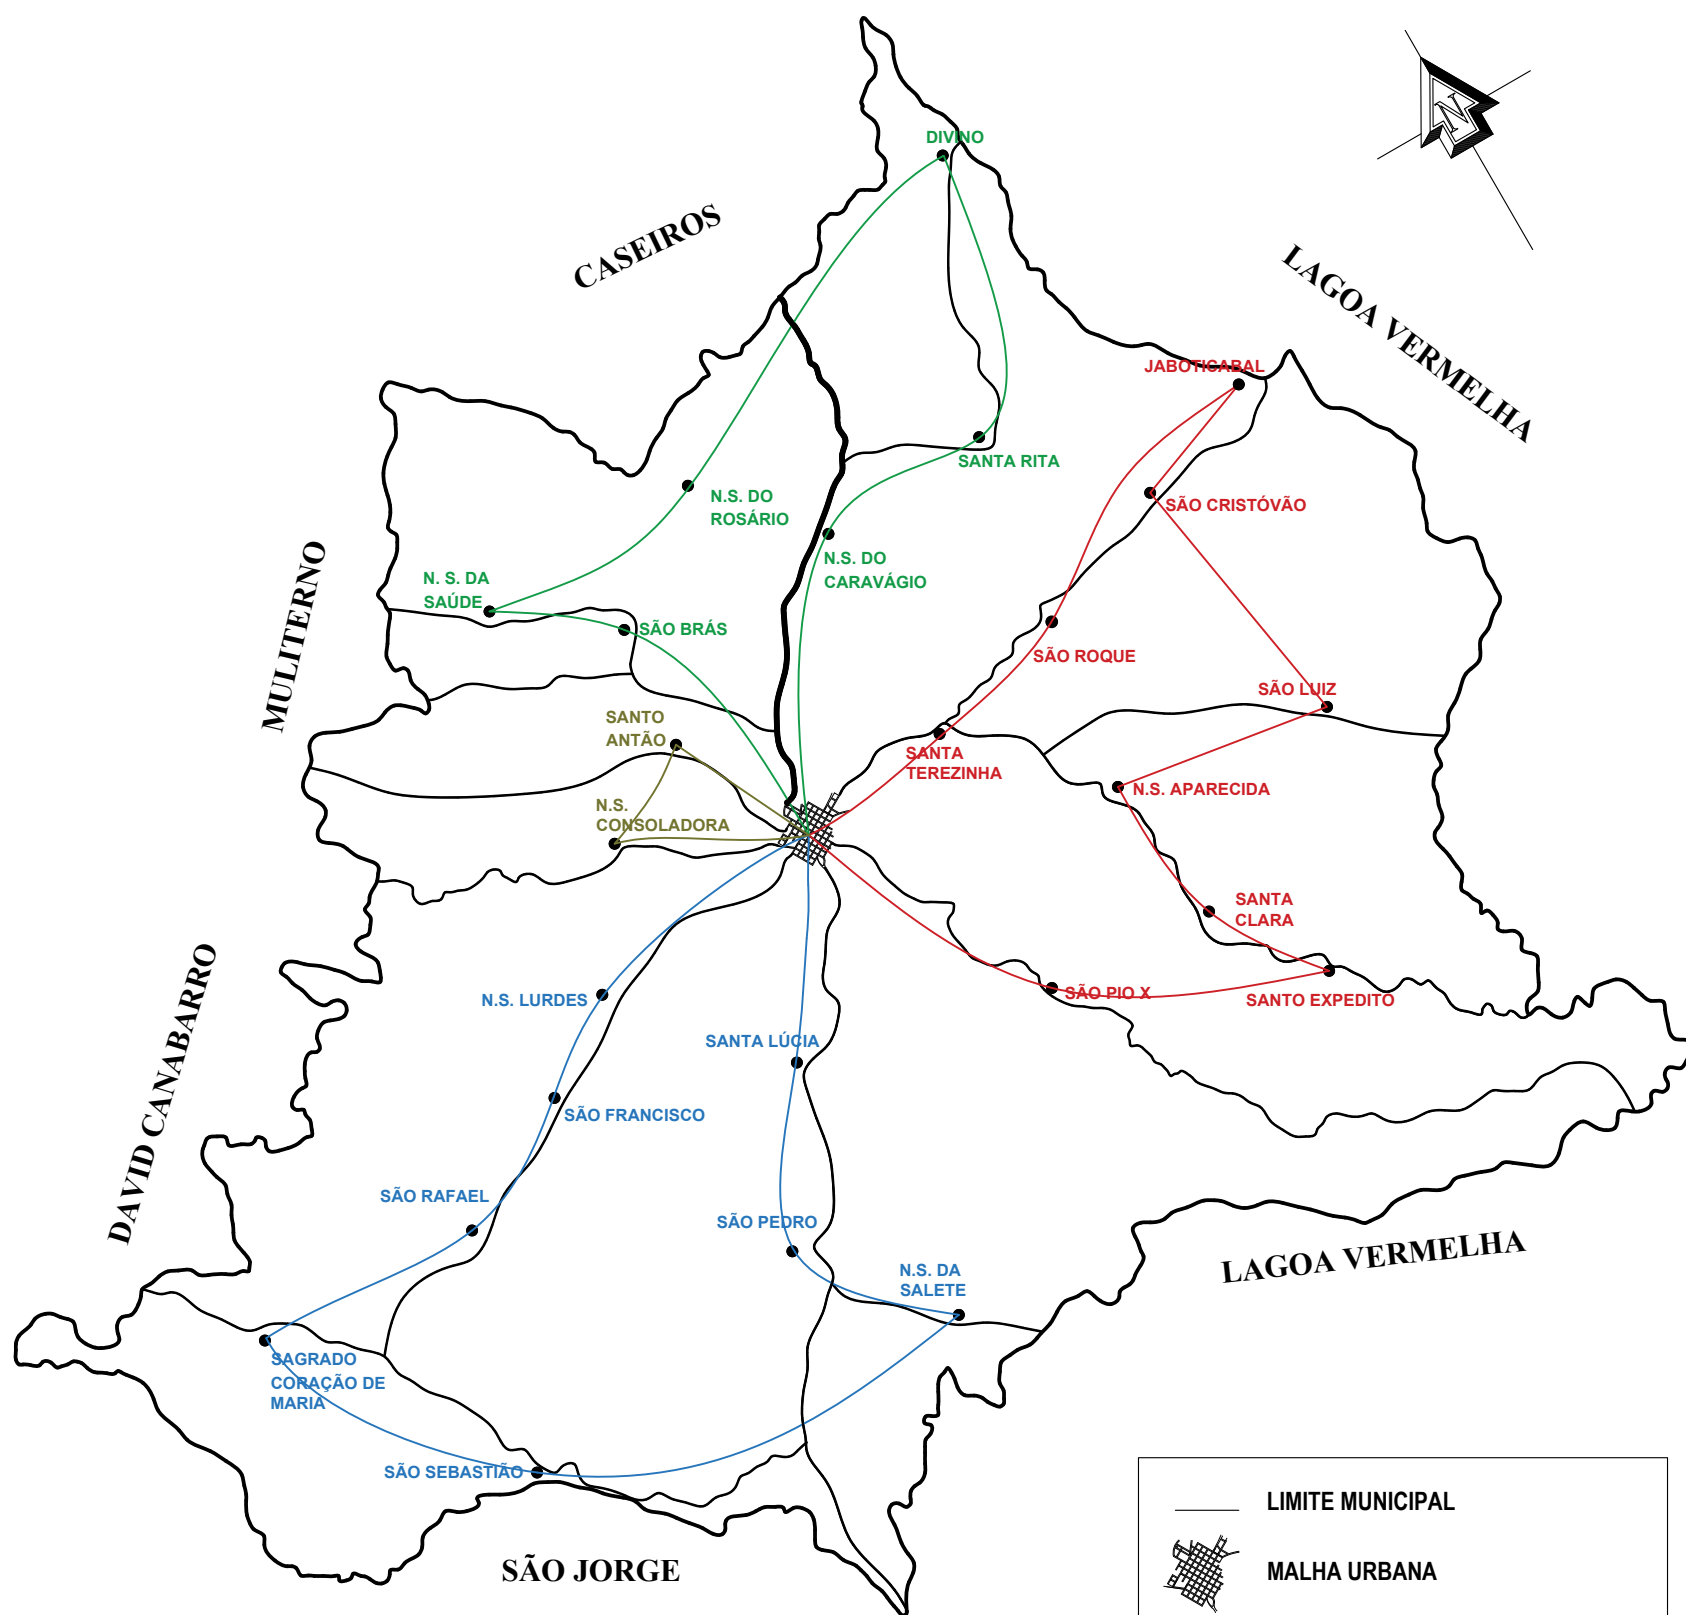 DIVINO
N
CASEIROS
LAGOA VERMELHA
JABOTICABAL
SANTA RITA
N.S. DO
ROSÁRIO
SÃO CRISTÓVÃO
N.S. DO
CARAVÁGIO
MULITERNO
N. S. DA
SAÚDE
SÃO BRÁS
SÃO ROQUE
SÃO LUIZ
SANTO
ANTÃO
SANTA
TEREZINHA
N.S. APARECIDA
N.S.
CONSOLADORA
SANTA
CLARA
DAVID CANABARRO
N.S. LURDES
SÃO PIO X
SANTO EXPEDITO
SANTA LÚCIA
SÃO FRANCISCO
SÃO RAFAEL
SÃO PEDRO
LAGOA VERMELHA
N.S. DA
SALETE
SAGRADO
CORAÇÃO DE
MARIA
SÃO SEBASTIÃO
SÃO JORGE
LIMITE MUNICIPAL
MALHA URBANA